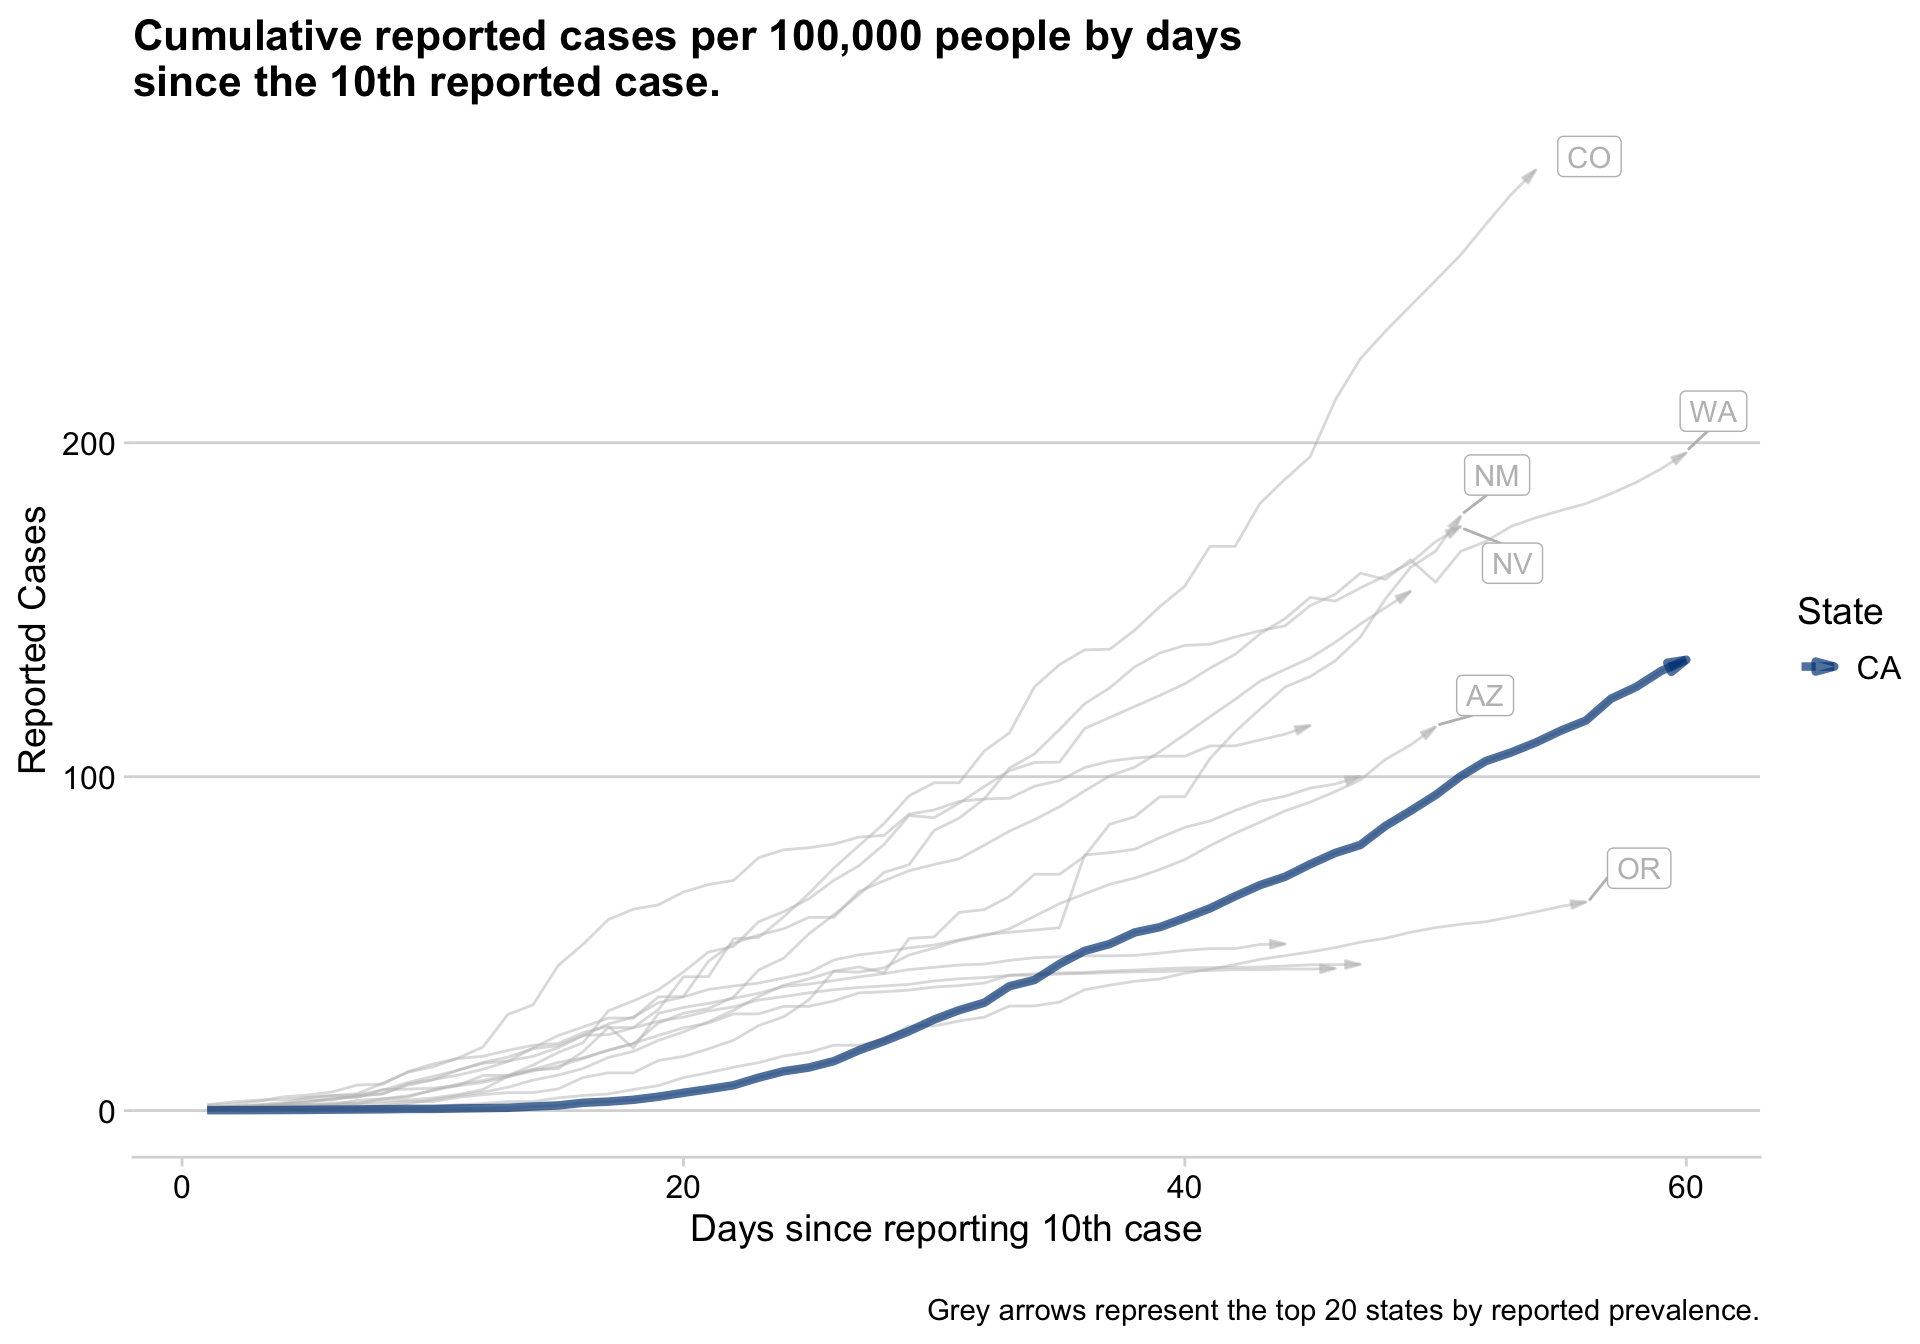 Cumulative reported cases per 100,000 people by days
since the 10th reported case.
CO
WA
200
NM
NV
Reported Cases
State
CA
AZ
100
OR
0
0 20 40 60
Days since reporting 10th case
Grey arrows represent the top 20 states by reported prevalence.